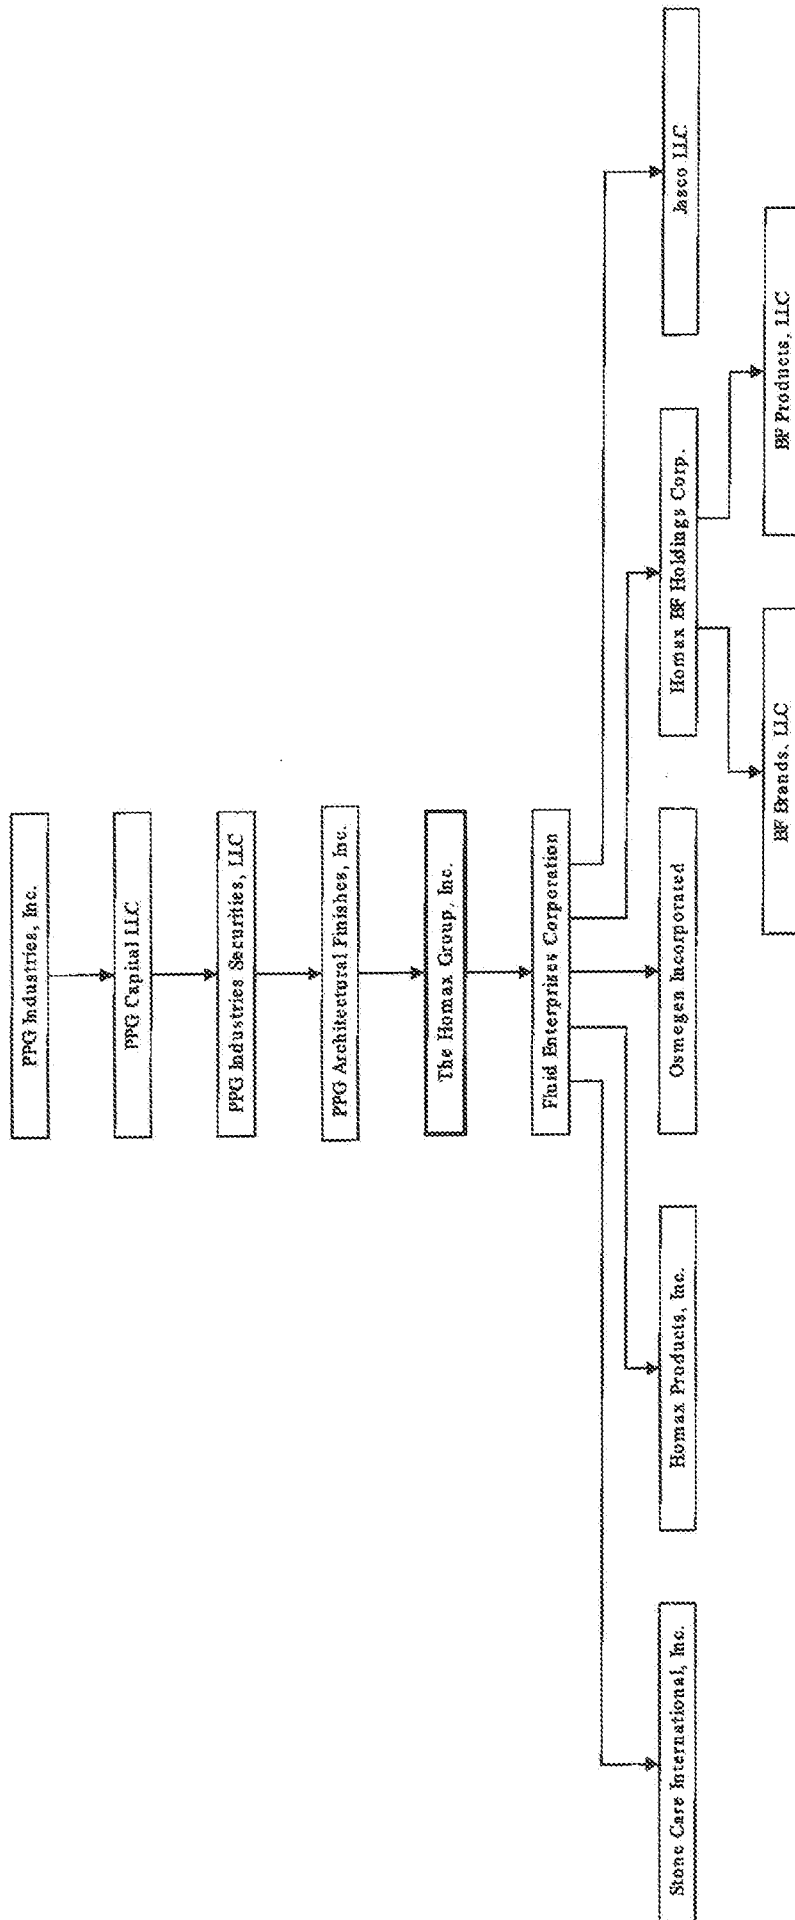 PPG Industries, Inc.
PPG Capital LLC
PPG Industries Securities, LLC
PPG Architectural Finishes, Inc.
The Homax Group, Inc.
Fluid Enterprises Corporation
Stone Care International, Inc.
Homax Products, Inc.
Osmegen Incorporated
Homax BF Holdings Corp.
Jasco LLC
BF Brands, LLC
BF Products, LLC